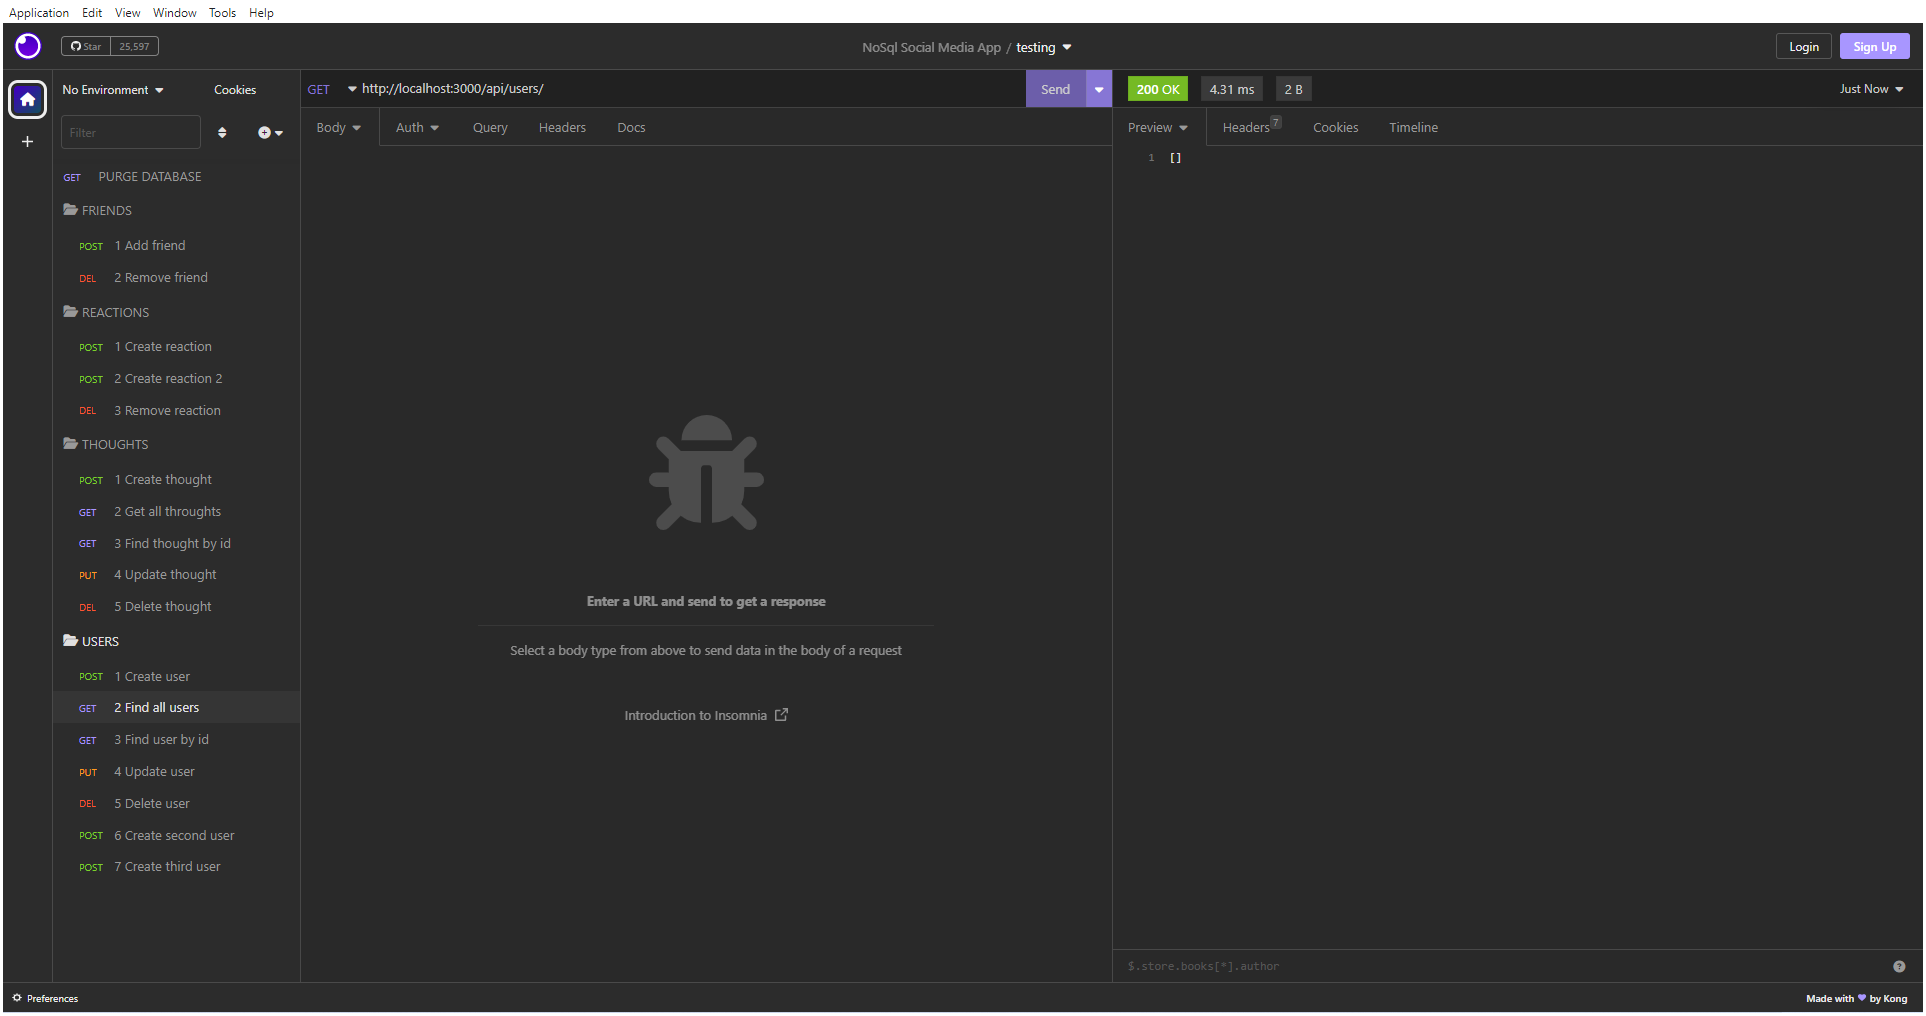 Application Edit View Window Tools Help
Star 25,597
NoSql Social Media App / testing
Login Sign Up
No Environment Cookies
Filter
GET PURGE DATABASE
FRIENDS
POST 1 Add friend
DEL 2 Remove friend
REACTIONS
POST 1 Create reaction
POST 2 Create reaction 2
DEL 3 Remove reaction
THOUGHTS
POST 1 Create thought
GET 2 Get all throughts
GET 3 Find thought by id
PUT 4 Update thought
DEL 5 Delete thought
USERS
POST 1 Create user
GET 2 Find all users
GET 3 Find user by id
PUT 4 Update user
DEL 5 Delete user
POST 6 Create second user
POST 7 Create third user
GET http://localhost:3000/api/users/ Send
Body Auth Query Headers Docs
Enter a URL and send to get a response
Select a body type from above to send data in the body of a request
Introduction to Insomnia
200 OK 4.31 ms 2 B Just Now
Preview Headers 7 Cookies Timeline
1 []
$.store.books[*].author
Preferences
Made with ♥ by Kong